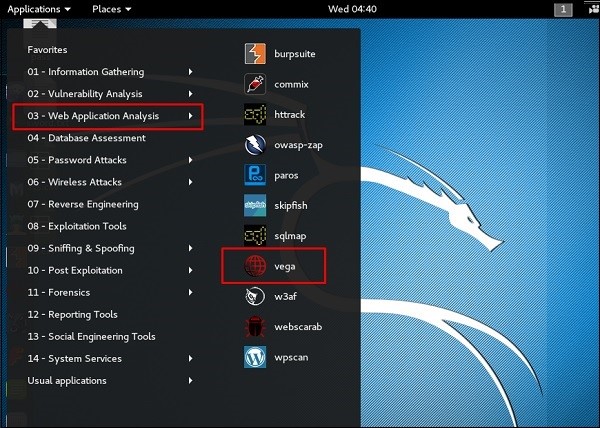 Applications Places Wed 04:40 1
Favorites
01 - Information Gathering
02 - Vulnerability Analysis
03 - Web Application Analysis
04 - Database Assessment
05 - Password Attacks
06 - Wireless Attacks
07 - Reverse Engineering
08 - Exploitation Tools
09 - Sniffing & Spoofing
10 - Post Exploitation
11 - Forensics
12 - Reporting Tools
13 - Social Engineering Tools
14 - System Services
Usual applications
burpsuite
commix
httrack
owasp-zap
paros
skipfish
sqlmap
vega
w3af
webscarab
wpscan